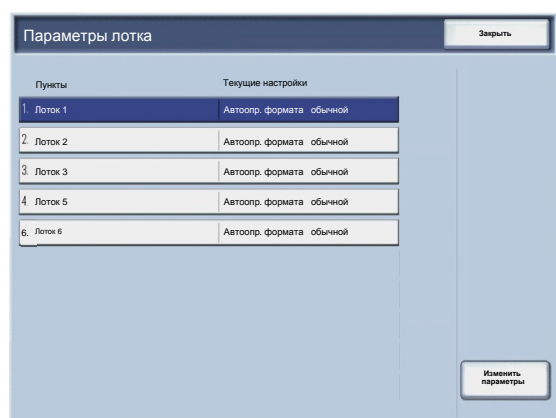 Параметры лотка
Закрыть
Пункты
Текущие настройки
1. Лоток 1 Автоопр. формата обычной
2. Лоток 2 Автоопр. формата обычной
3. Лоток 3 Автоопр. формата обычной
4. Лоток 5 Автоопр. формата обычной
6. Лоток 6 Автоопр. формата обычной
Изменить
параметры